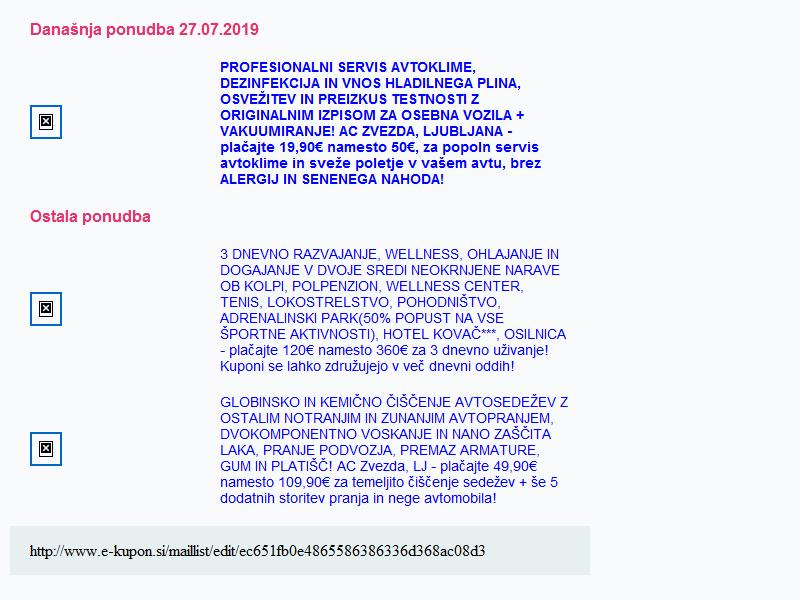 Današnja ponudba 27.07.2019
PROFESIONALNI SERVIS AVTOKLIME,
DEZINFEKCIJA IN VNOS HLADILNEGA PLINA,
OSVEŽITEV IN PREIZKUS TESTNOSTI Z
ORIGINALNIM IZPISOM ZA OSEBNA VOZILA +
VAKUUMIRANJE! AC ZVEZDA, LJUBLJANA -
plačajte 19,90€ namesto 50€, za popoln servis
avtoklime in sveže poletje v vašem avtu, brez
ALERGIJ IN SENENEGA NAHODA!
Ostala ponudba
3 DNEVNO RAZVAJANJE, WELLNESS, OHLAJANJE IN
DOGAJANJE V DVOJE SREDI NEOKRNJENE NARAVE
OB KOLPI, POLPENZION, WELLNESS CENTER,
TENIS, LOKOSTRELSTVO, POHODNIŠTVO,
ADRENALINSKI PARK(50% POPUST NA VSE
ŠPORTNE AKTIVNOSTI), HOTEL KOVAČ***, OSILNICA
- plačajte 120€ namesto 360€ za 3 dnevno uživanje!
Kuponi se lahko združujejo v več dnevni oddih!
GLOBINSKO IN KEMIČNO ČIŠČENJE AVTOSEDEŽEV Z
OSTALIM NOTRANJIM IN ZUNANJIM AVTOPRANJEM,
DVOKOMPONENTNO VOSKANJE IN NANO ZAŠČITA
LAKA, PRANJE PODVOZJA, PREMAZ ARMATURE,
GUM IN PLATIŠČ! AC Zvezda, LJ - plačajte 49,90€
namesto 109,90€ za temeljito čiščenje sedežev + še 5
dodatnih storitev pranja in nege avtomobila!
http://www.e-kupon.si/maillist/edit/ec651fb0e4865586386336d368ac08d3